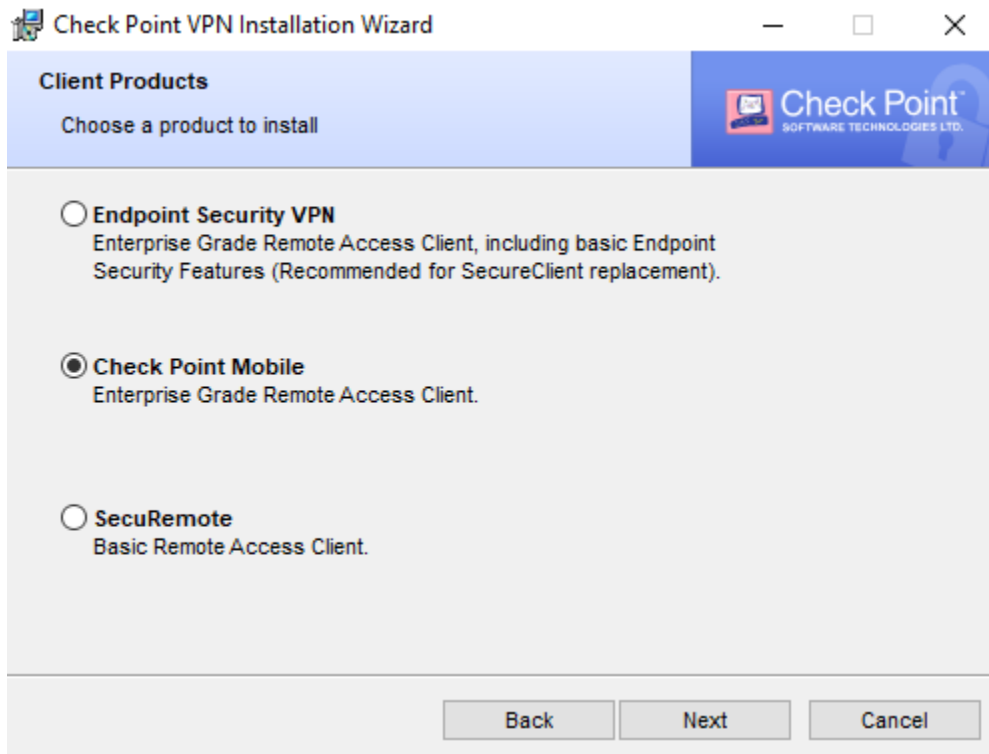 Check Point VPN Installation Wizard
Client Products
Choose a product to install
Check Point™
SOFTWARE TECHNOLOGIES LTD.
Endpoint Security VPN
Enterprise Grade Remote Access Client, including basic Endpoint
Security Features (Recommended for SecureClient replacement).
Check Point Mobile
Enterprise Grade Remote Access Client.
SecuRemote
Basic Remote Access Client.
Back
Next
Cancel